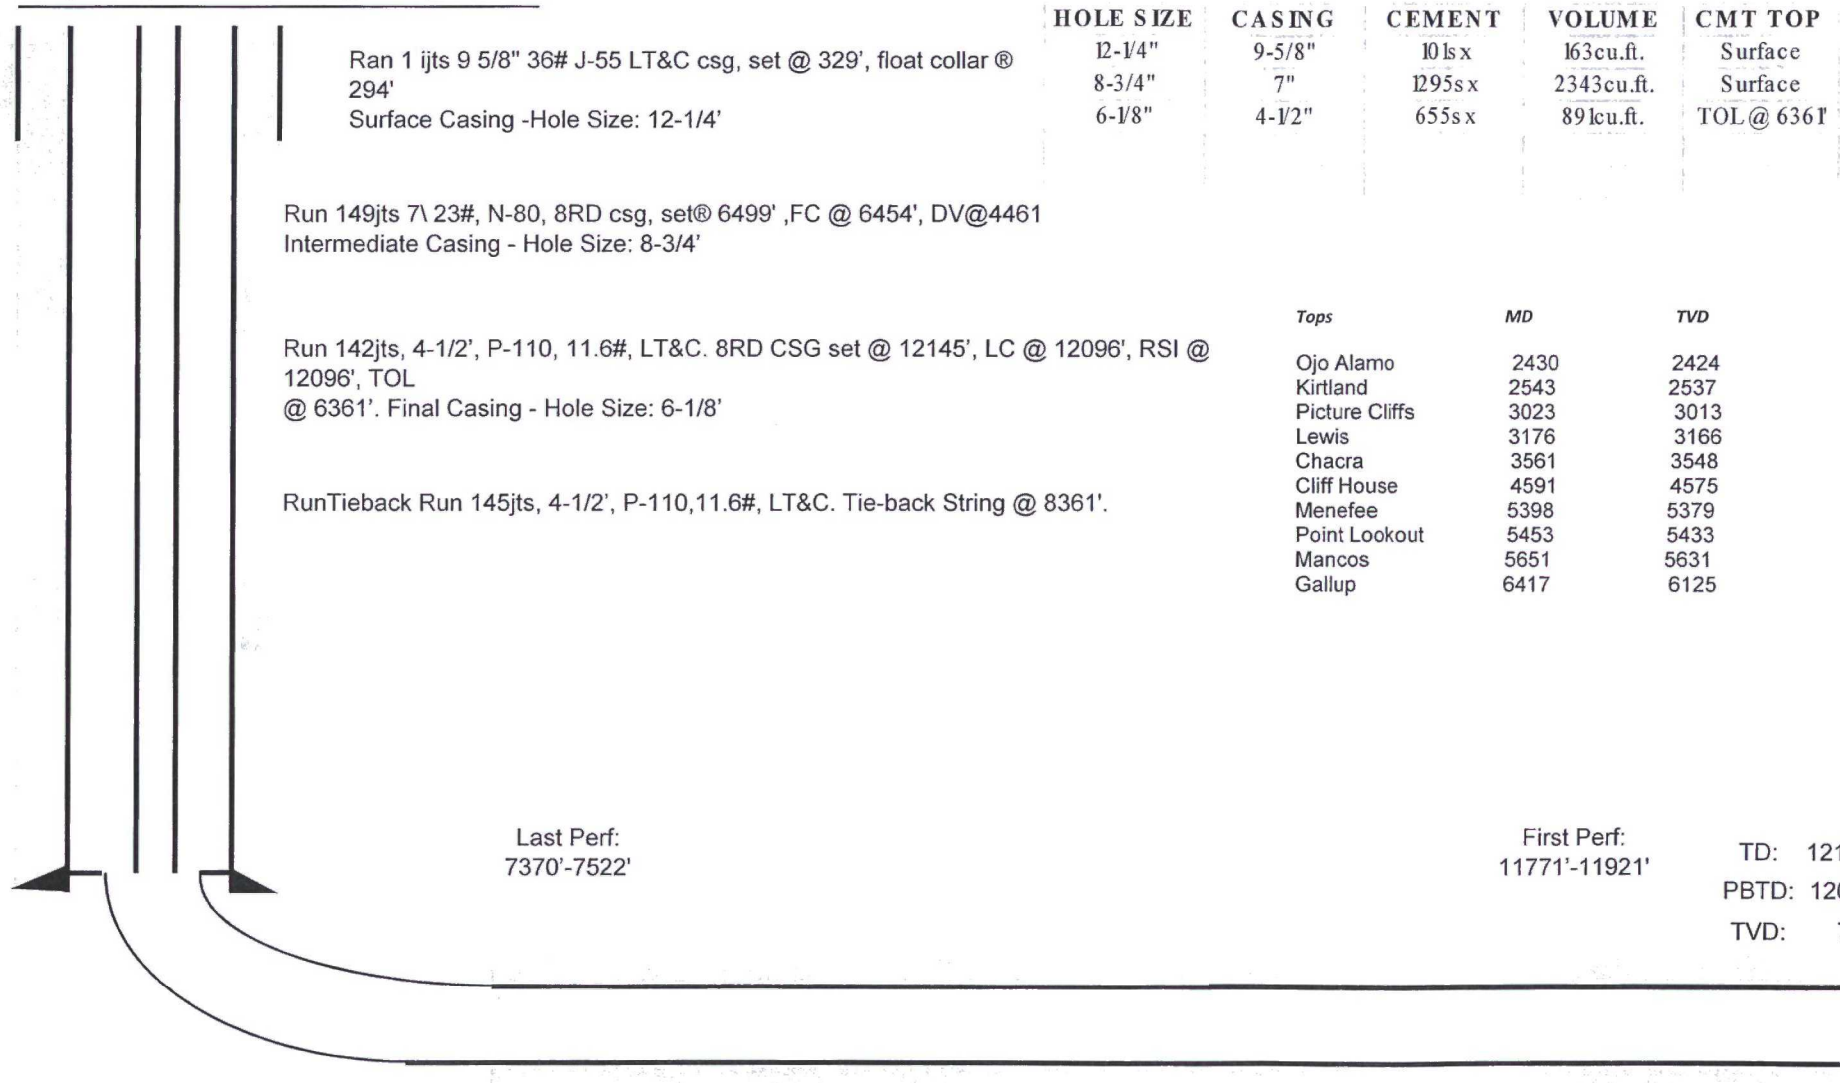 HOLE SIZE CASING CEMENT VOLUME CMT TOP
12-1/4" 9-5/8" 101sx 163cu.ft. Surface
8-3/4" 7" 1295sx 2343cu.ft. Surface
6-1/8" 4-1/2" 655sx 891cu.ft. TOL @ 6361'
Ran 1 ijts 9 5/8" 36# J-55 LT&C csg, set @ 329', float collar ®
294'
Surface Casing -Hole Size: 12-1/4'
Run 149jts 7\ 23#, N-80, 8RD csg, set® 6499' ,FC @ 6454', DV@4461
Intermediate Casing - Hole Size: 8-3/4'
Run 142jts, 4-1/2', P-110, 11.6#, LT&C. 8RD CSG set @ 12145', LC @ 12096', RSI @
12096', TOL
@ 6361'. Final Casing - Hole Size: 6-1/8'
RunTieback Run 145jts, 4-1/2', P-110,11.6#, LT&C. Tie-back String @ 8361'.
Tops MD TVD
Ojo Alamo 2430 2424
Kirtland 2543 2537
Picture Cliffs 3023 3013
Lewis 3176 3166
Chacra 3561 3548
Cliff House 4591 4575
Menefee 5398 5379
Point Lookout 5453 5433
Mancos 5651 5631
Gallup 6417 6125
Last Perf:
7370'-7522'
First Perf:
11771'-11921'
TD: 121
PBTD: 120
TVD: